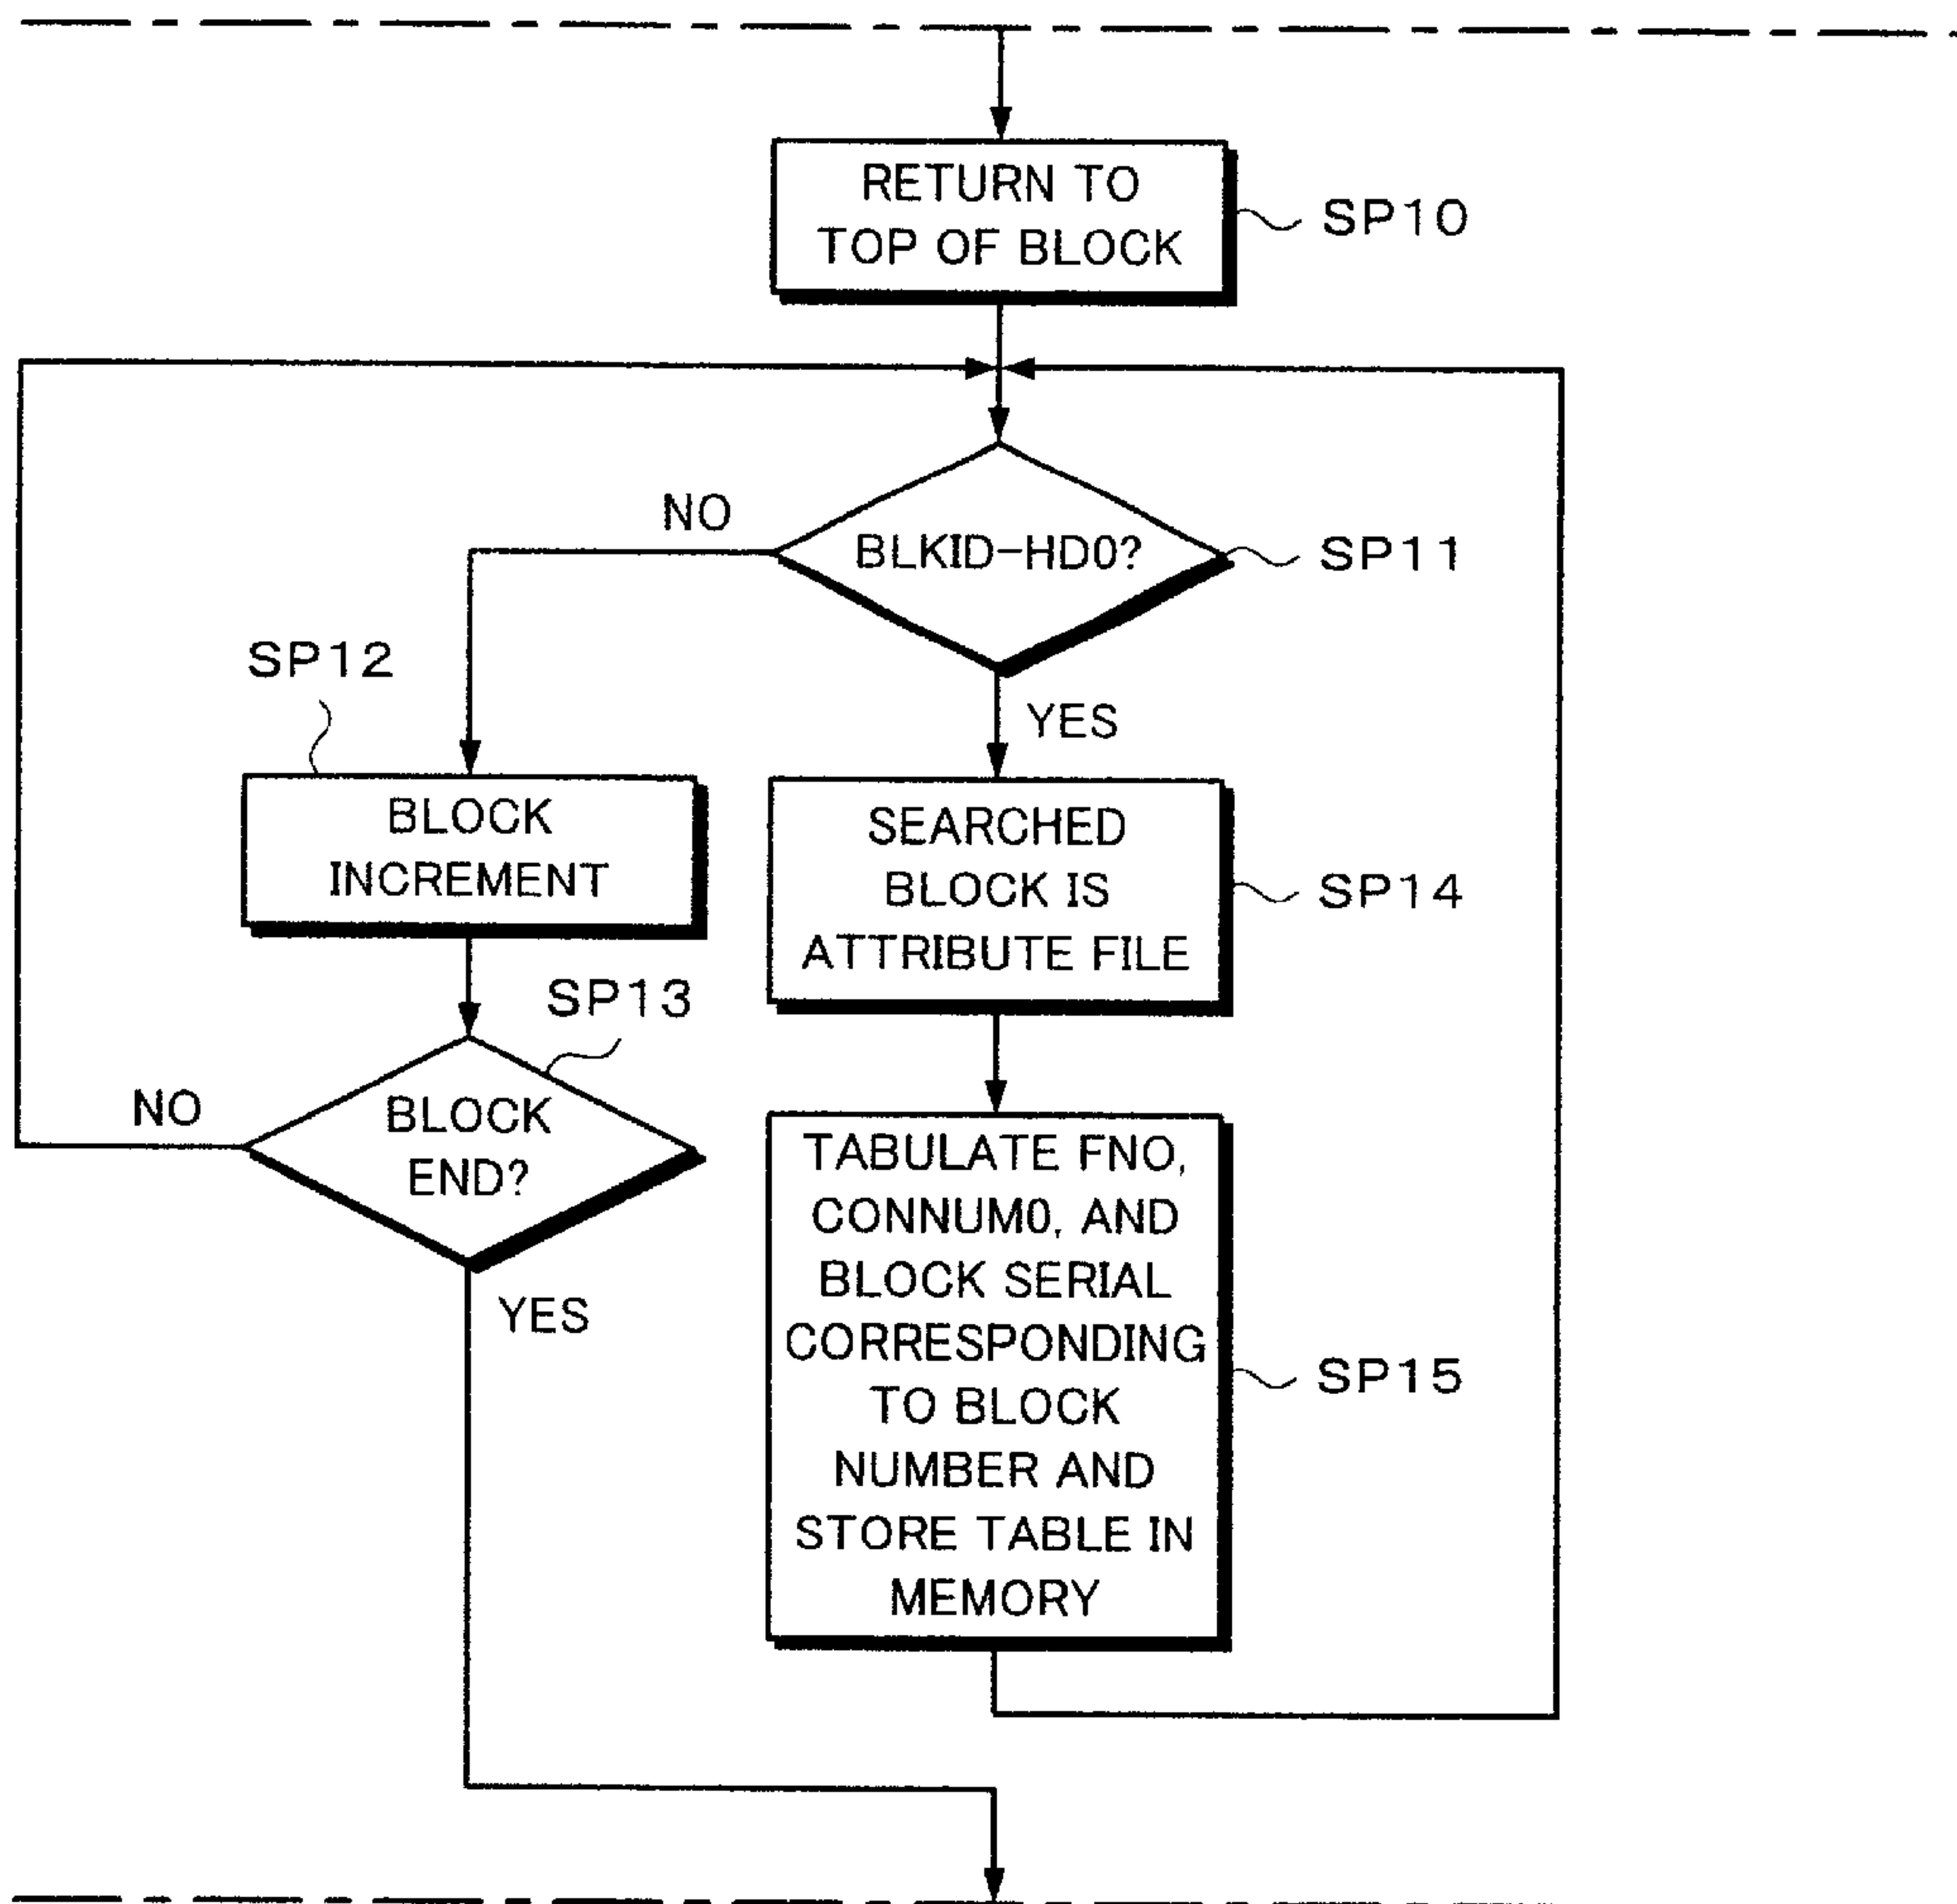 RETURN TO
TOP OF BLOCK
SP10
NO
BLKID-HD0?
SP11
YES
SP12
BLOCK
INCREMENT
SEARCHED
BLOCK IS
ATTRIBUTE FILE
SP14
SP13
NO
BLOCK
END?
YES
TABULATE FNO,
CONNUM0, AND
BLOCK SERIAL
CORRESPONDING
TO BLOCK
NUMBER AND
STORE TABLE IN
MEMORY
SP15